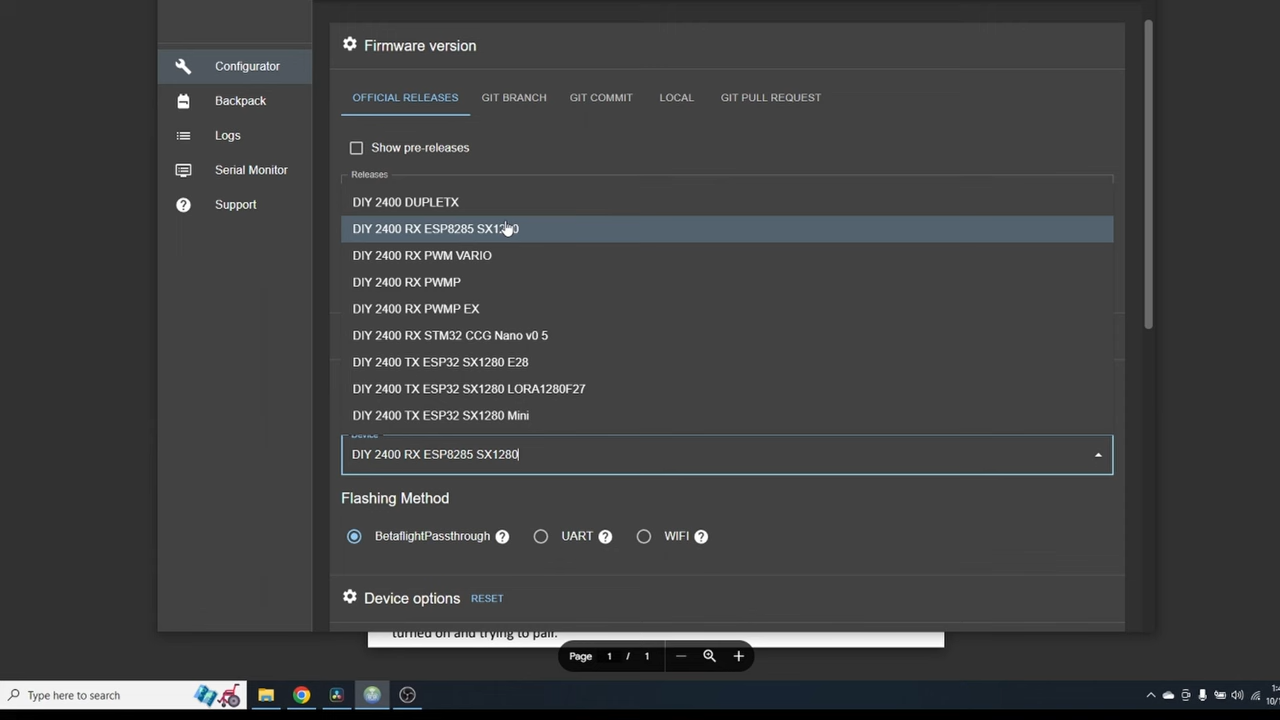 Firmware version
Configurator
Backpack
Logs
Serial Monitor
Support
OFFICIAL RELEASES
GIT BRANCH
GIT COMMIT
LOCAL
GIT PULL REQUEST
Show pre-releases
Releases
DIY 2400 DUPLETX
DIY 2400 RX ESP8285 SX1280
DIY 2400 RX PWM VARIO
DIY 2400 RX PWMP
DIY 2400 RX PWMP EX
DIY 2400 RX STM32 CCG Nano v0 5
DIY 2400 TX ESP32 SX1280 E28
DIY 2400 TX ESP32 SX1280 LORA1280F27
DIY 2400 TX ESP32 SX1280 Mini
Device
DIY 2400 RX ESP8285 SX1280
Flashing Method
BetaflightPassthrough
UART
WIFI
Device options RESET
turned on and trying to pair.
Page 1 / 1
Type here to search